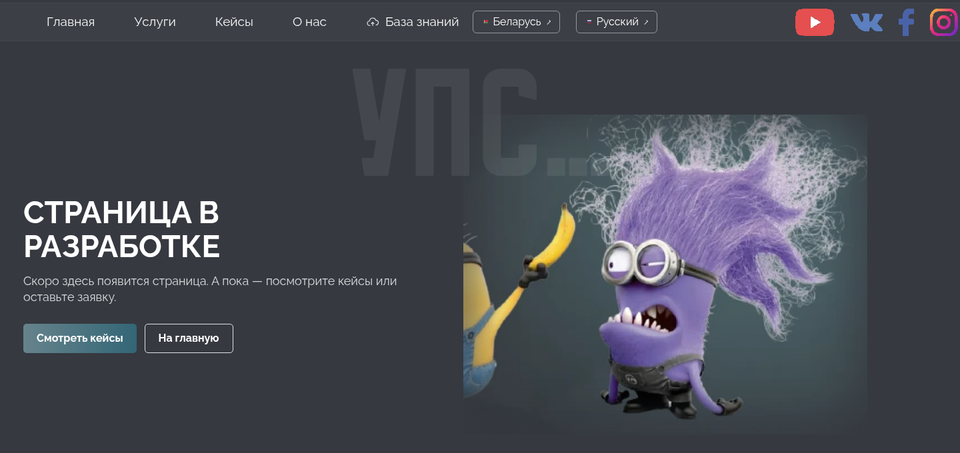 Главная Услуги Кейсы О нас База знаний Беларусь Русский
УПС...
СТРАНИЦА В
РАЗРАБОТКЕ
Скоро здесь появится страница. А пока — посмотрите кейсы или
оставьте заявку.
Смотреть кейсы На главную